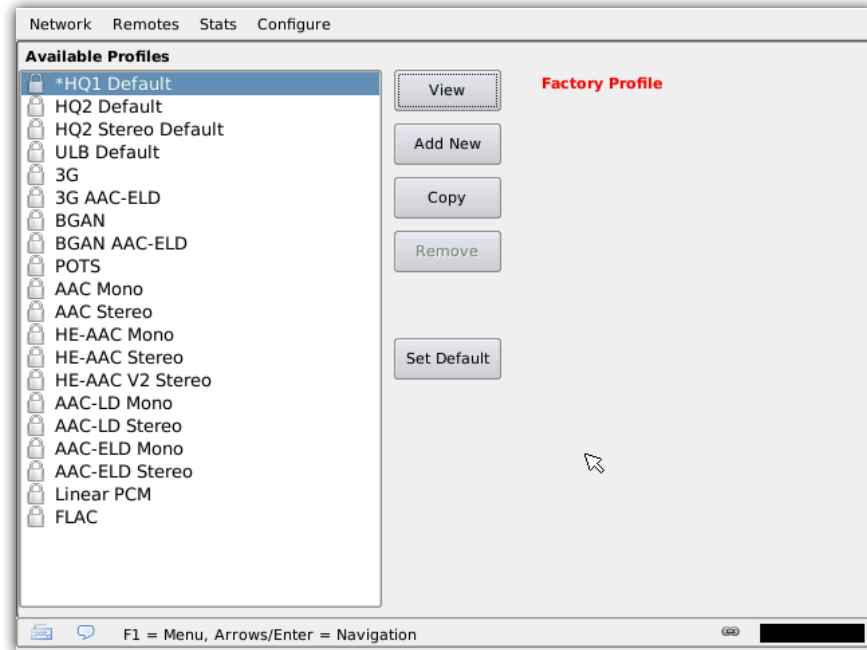 Network Remotes Stats Configure
Available Profiles
*HQ1 Default
HQ2 Default
HQ2 Stereo Default
ULB Default
3G
3G AAC-ELD
BGAN
BGAN AAC-ELD
POTS
AAC Mono
AAC Stereo
HE-AAC Mono
HE-AAC Stereo
HE-AAC V2 Stereo
AAC-LD Mono
AAC-LD Stereo
AAC-ELD Mono
AAC-ELD Stereo
Linear PCM
FLAC
View
Add New
Copy
Remove
Set Default
Factory Profile
F1 = Menu, Arrows/Enter = Navigation